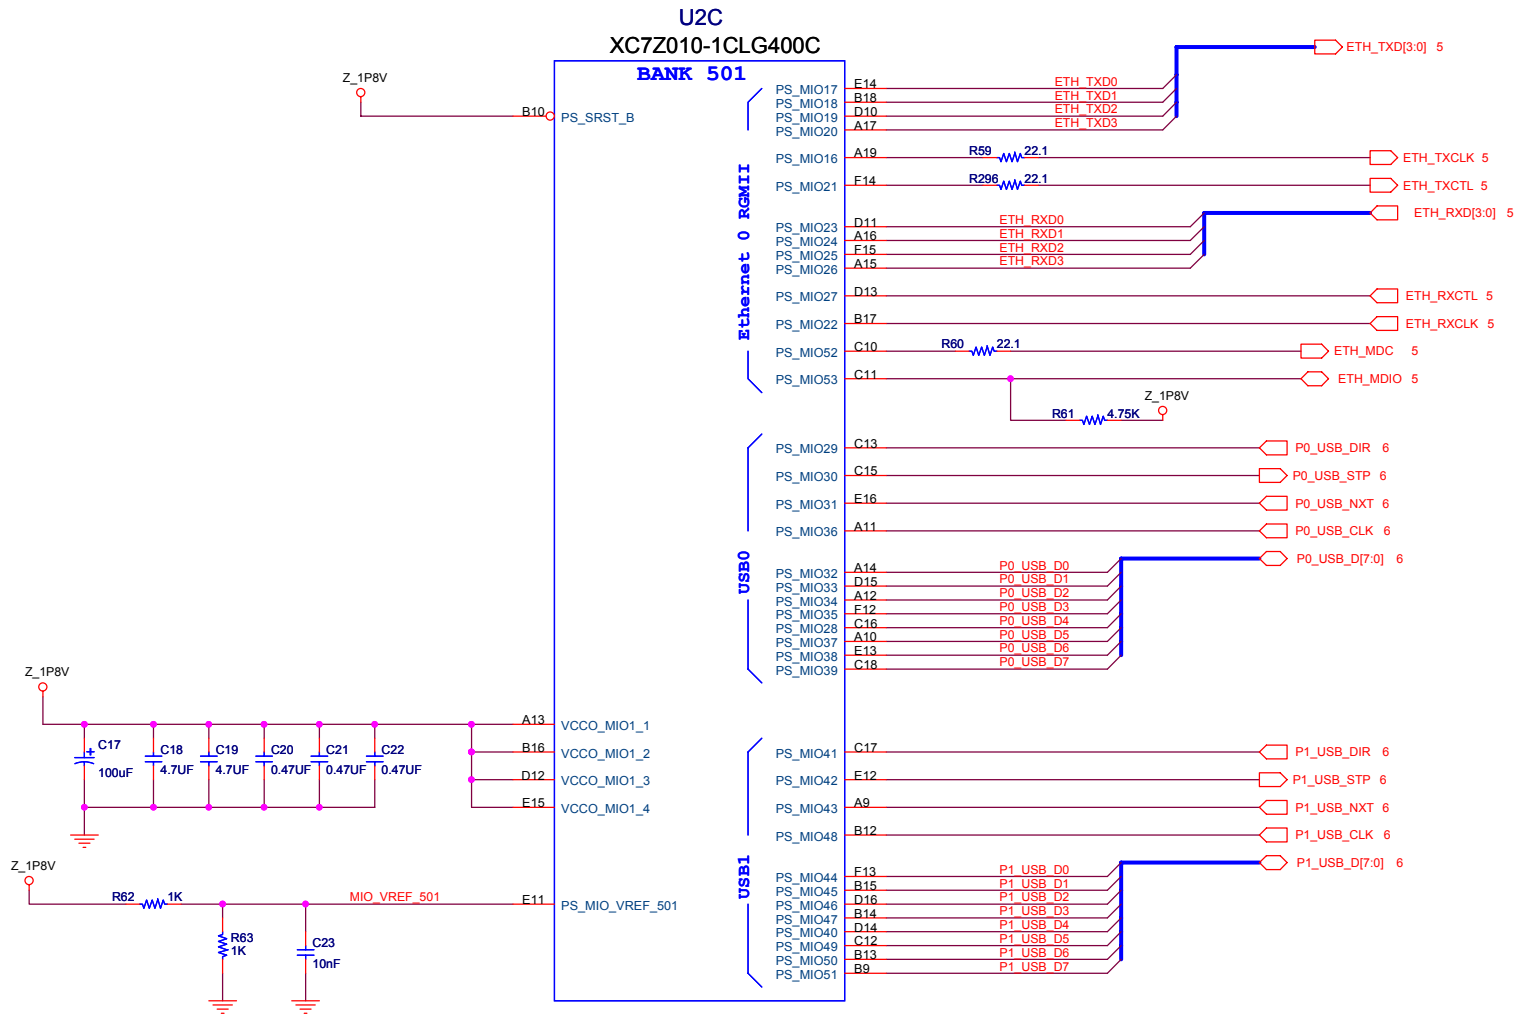 U2C
XC7Z010-1CLG400C
BANK 501
Z_1P8V
B10 PS_SRST_B
Ethernet 0 RGMII
PS_MIO17 E14 ETH_TXD0
PS_MIO18 B18 ETH_TXD1
PS_MIO19 D10 ETH_TXD2
PS_MIO20 A17 ETH_TXD3
ETH_TXD[3:0] 5
PS_MIO16 A19 R59 22.1 ETH_TXCLK 5
PS_MIO21 F14 R296 22.1 ETH_TXCTL 5
ETH_RXD[3:0] 5
PS_MIO23 D11 ETH_RXD0
PS_MIO24 A16 ETH_RXD1
PS_MIO25 F15 ETH_RXD2
PS_MIO26 A15 ETH_RXD3
PS_MIO27 D13 ETH_RXCTL 5
PS_MIO22 B17 ETH_RXCLK 5
PS_MIO52 C10 R60 22.1 ETH_MDC 5
PS_MIO53 C11 ETH_MDIO 5
Z_1P8V
R61 4.75K
USB0
PS_MIO29 C13 P0_USB_DIR 6
PS_MIO30 C15 P0_USB_STP 6
PS_MIO31 E16 P0_USB_NXT 6
PS_MIO36 A11 P0_USB_CLK 6
P0_USB_D[7:0] 6
PS_MIO32 A14 P0_USB_D0
PS_MIO33 D15 P0_USB_D1
PS_MIO34 A12 P0_USB_D2
PS_MIO35 F12 P0_USB_D3
PS_MIO28 C16 P0_USB_D4
PS_MIO37 A10 P0_USB_D5
PS_MIO38 E13 P0_USB_D6
PS_MIO39 C18 P0_USB_D7
Z_1P8V
A13 VCCO_MIO1_1
B16 VCCO_MIO1_2
D12 VCCO_MIO1_3
E15 VCCO_MIO1_4
C17 + 100uF
C18 4.7UF
C19 4.7UF
C20 0.47UF
C21 0.47UF
C22 0.47UF
USB1
PS_MIO41 C17 P1_USB_DIR 6
PS_MIO42 E12 P1_USB_STP 6
PS_MIO43 A9 P1_USB_NXT 6
PS_MIO48 B12 P1_USB_CLK 6
P1_USB_D[7:0] 6
PS_MIO44 F13 P1_USB_D0
PS_MIO45 B15 P1_USB_D1
PS_MIO46 D16 P1_USB_D2
PS_MIO47 B14 P1_USB_D3
PS_MIO40 D14 P1_USB_D4
PS_MIO49 C12 P1_USB_D5
PS_MIO50 B13 P1_USB_D6
PS_MIO51 B9 P1_USB_D7
Z_1P8V
R62 1K MIO_VREF_501 E11 PS_MIO_VREF_501
R63 1K
C23 10nF